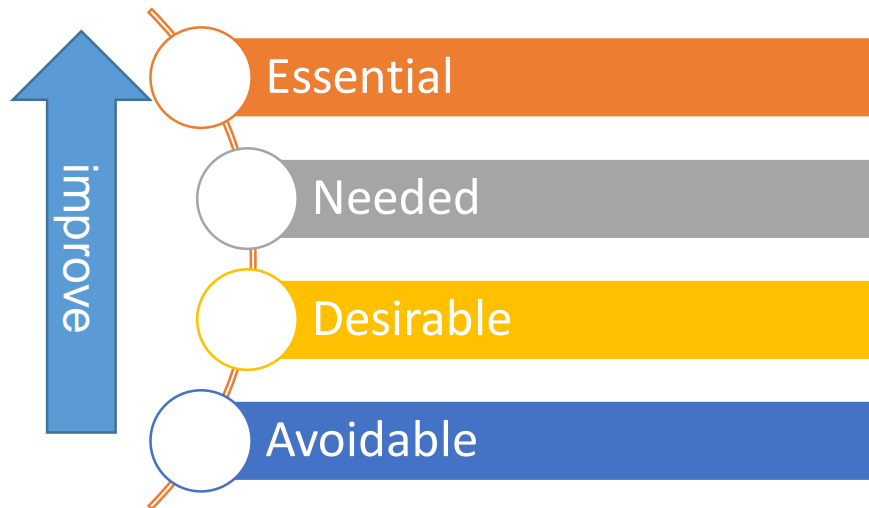 improve
Essential
Needed
Desirable
Avoidable